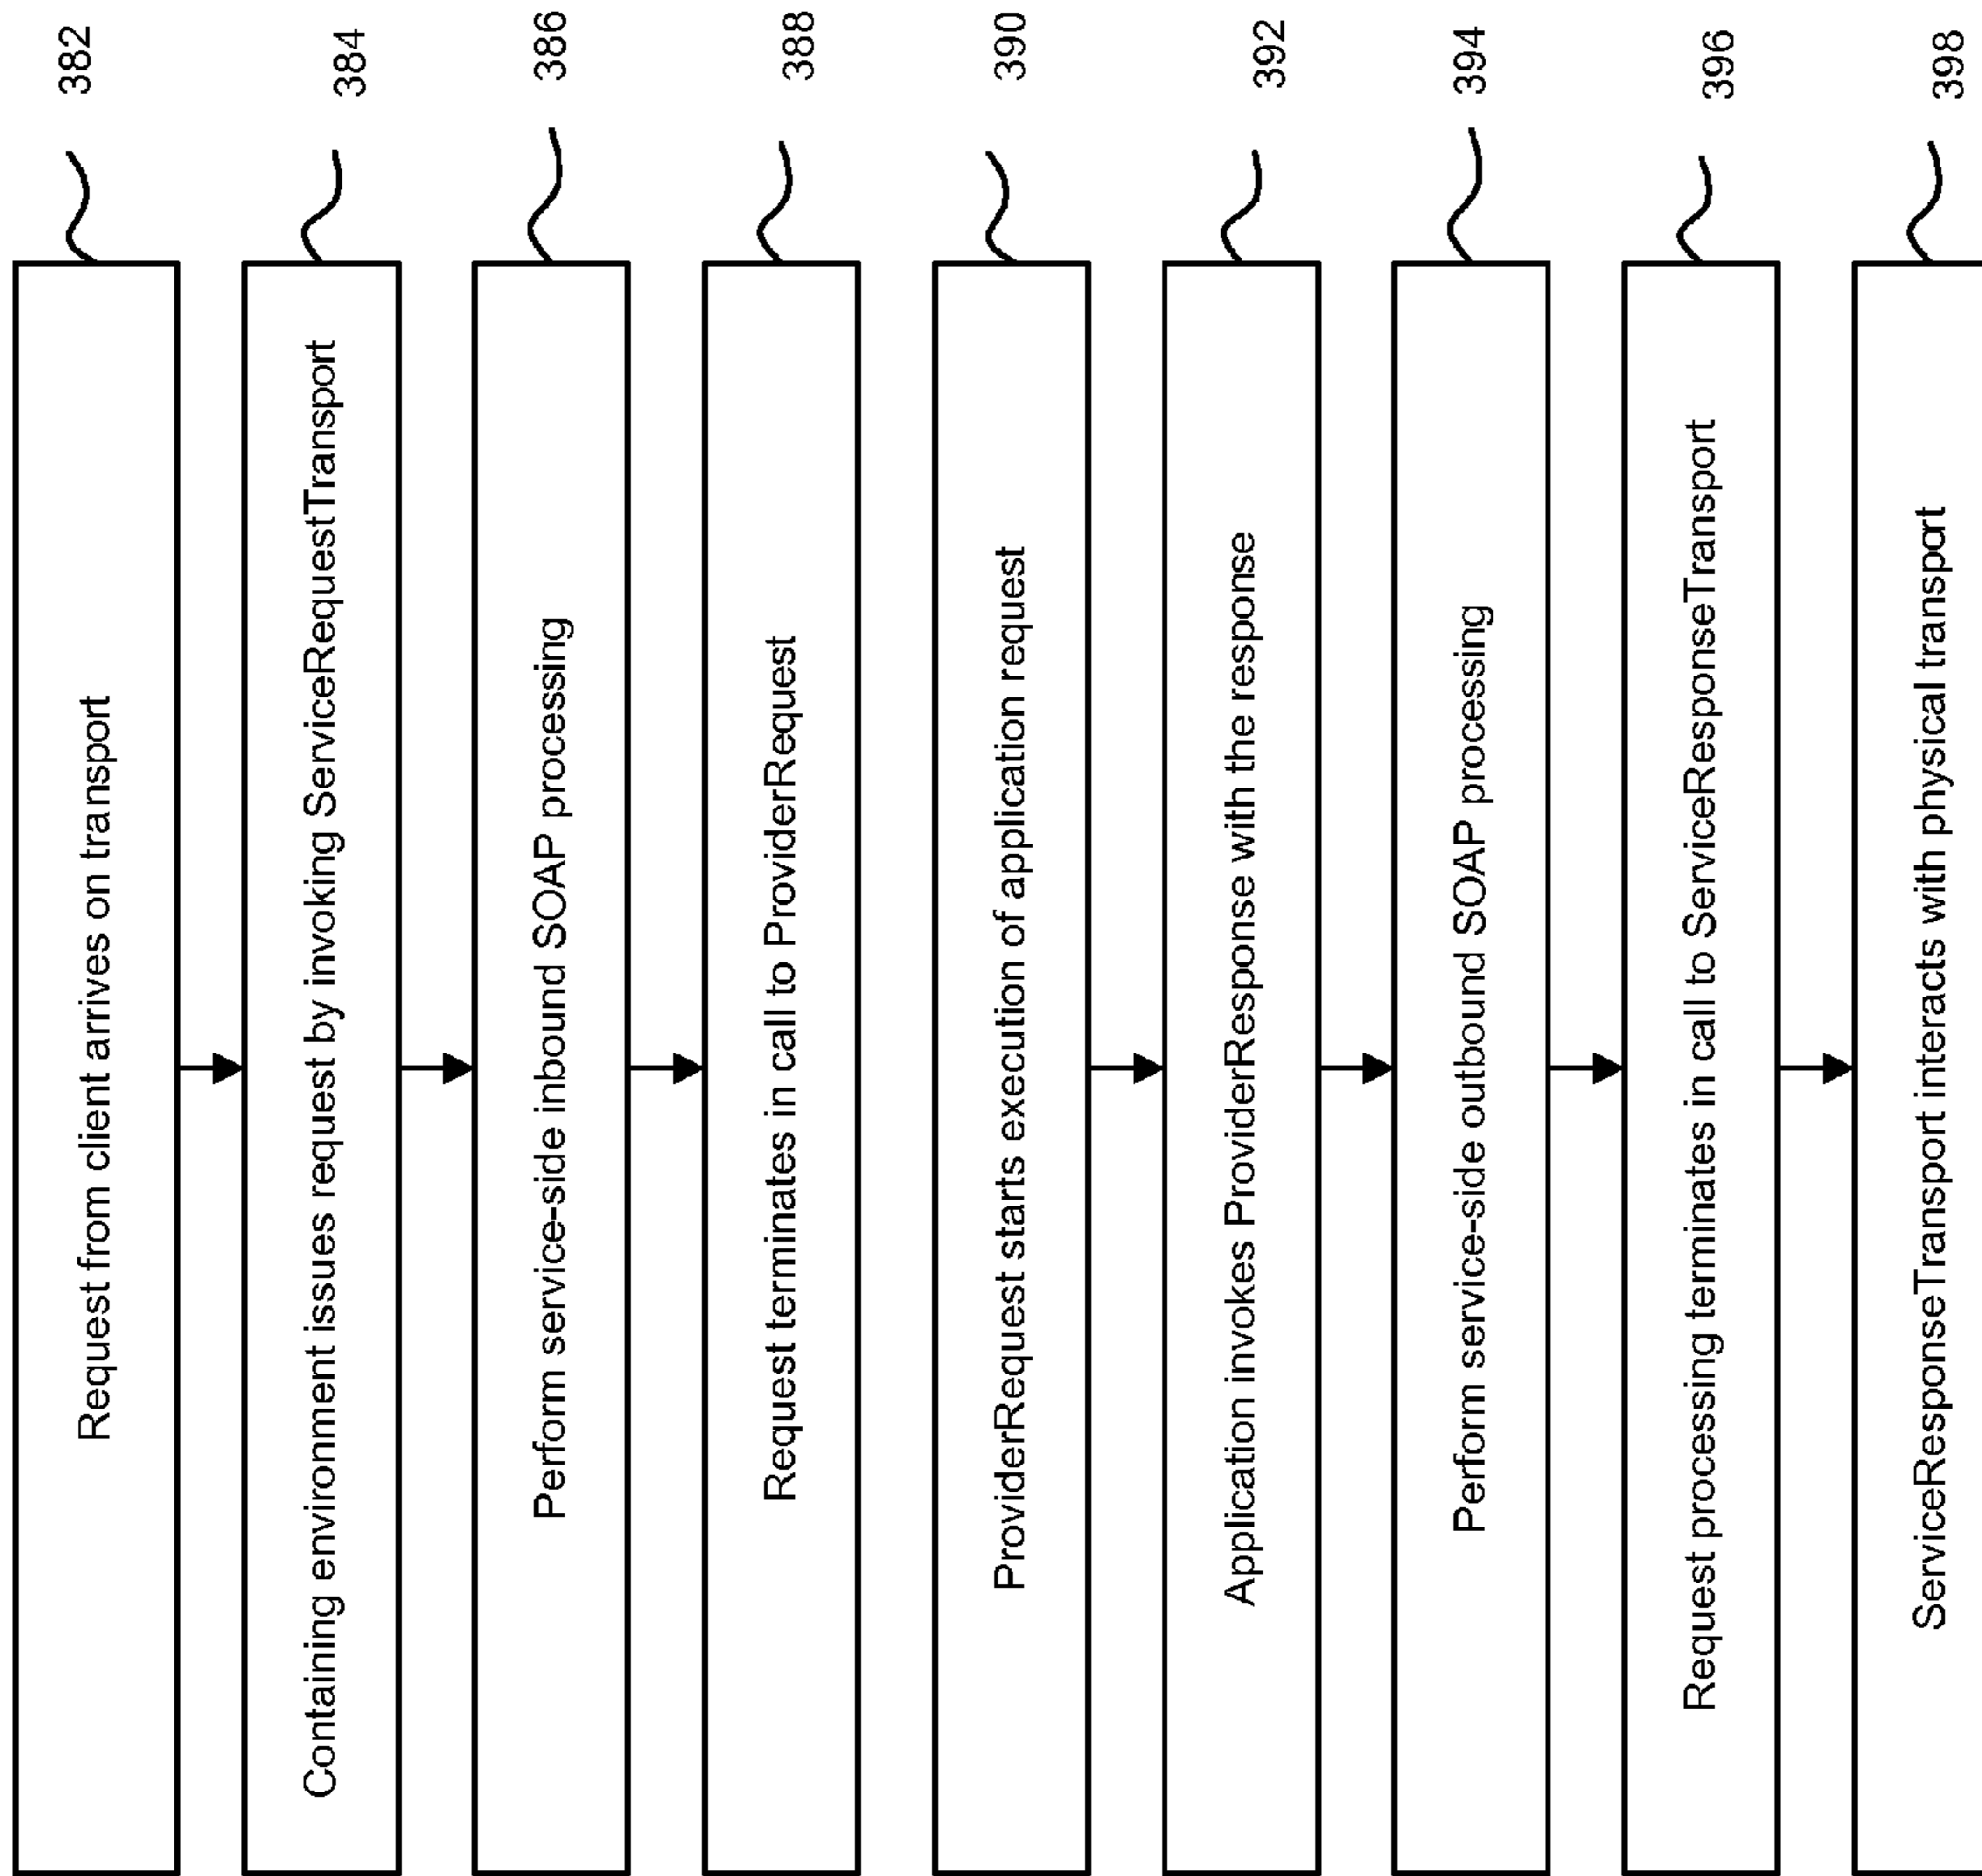 Request from client arrives on transport
382
Containing environment issues request by invoking ServiceRequestTransport
384
Perform service-side inbound SOAP processing
386
Request terminates in call to ProviderRequest
388
ProviderRequest starts execution of application request
390
Application invokes ProviderResponse with the response
392
Perform service-side outbound SOAP processing
394
Request processing terminates in call to ServiceResponseTransport
396
ServiceResponseTransport interacts with physical transport
398